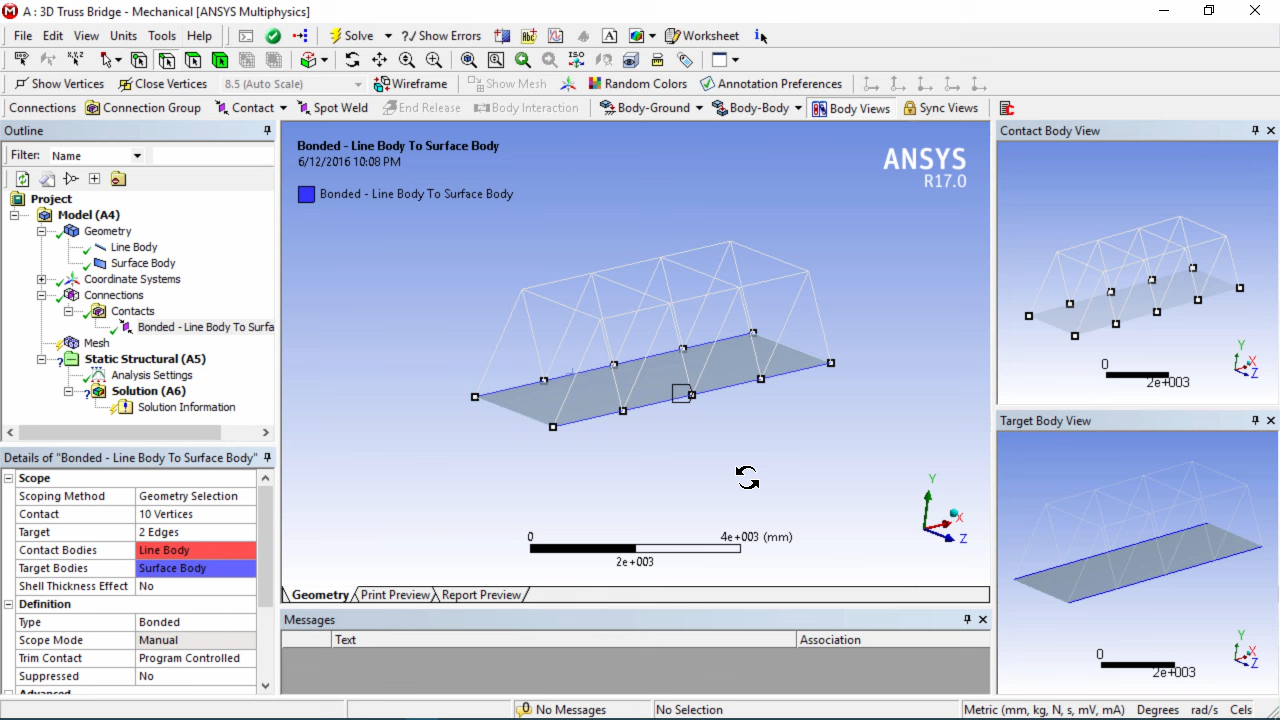 A : 3D Truss Bridge - Mechanical [ANSYS Multiphysics]
File Edit View Units Tools Help Solve ?/ Show Errors Worksheet
Show Vertices Close Vertices 8.5 (Auto Scale) Wireframe Show Mesh Random Colors Annotation Preferences
Connections Connection Group Contact Spot Weld End Release Body Interaction Body-Ground Body-Body Body Views Sync Views
Outline
Filter: Name
Project
Model (A4)
Geometry
Line Body
Surface Body
Coordinate Systems
Connections
Contacts
Bonded - Line Body To Surfa
Mesh
Static Structural (A5)
Analysis Settings
Solution (A6)
Solution Information
Details of "Bonded - Line Body To Surface Body"
Scope
Scoping Method Geometry Selection
Contact 10 Vertices
Target 2 Edges
Contact Bodies Line Body
Target Bodies Surface Body
Shell Thickness Effect No
Definition
Type Bonded
Scope Mode Manual
Trim Contact Program Controlled
Suppressed No
Bonded - Line Body To Surface Body
6/12/2016 10:08 PM
Bonded - Line Body To Surface Body
ANSYS
R17.0
0 4e+003 (mm)
2e+003
Y
X
Z
Geometry Print Preview Report Preview
Messages
Text Association
Contact Body View
0
2e+003
Y
X
Z
Target Body View
0
2e+003
Y
X
Z
No Messages No Selection Metric (mm, kg, N, s, mV, mA) Degrees rad/s Cels